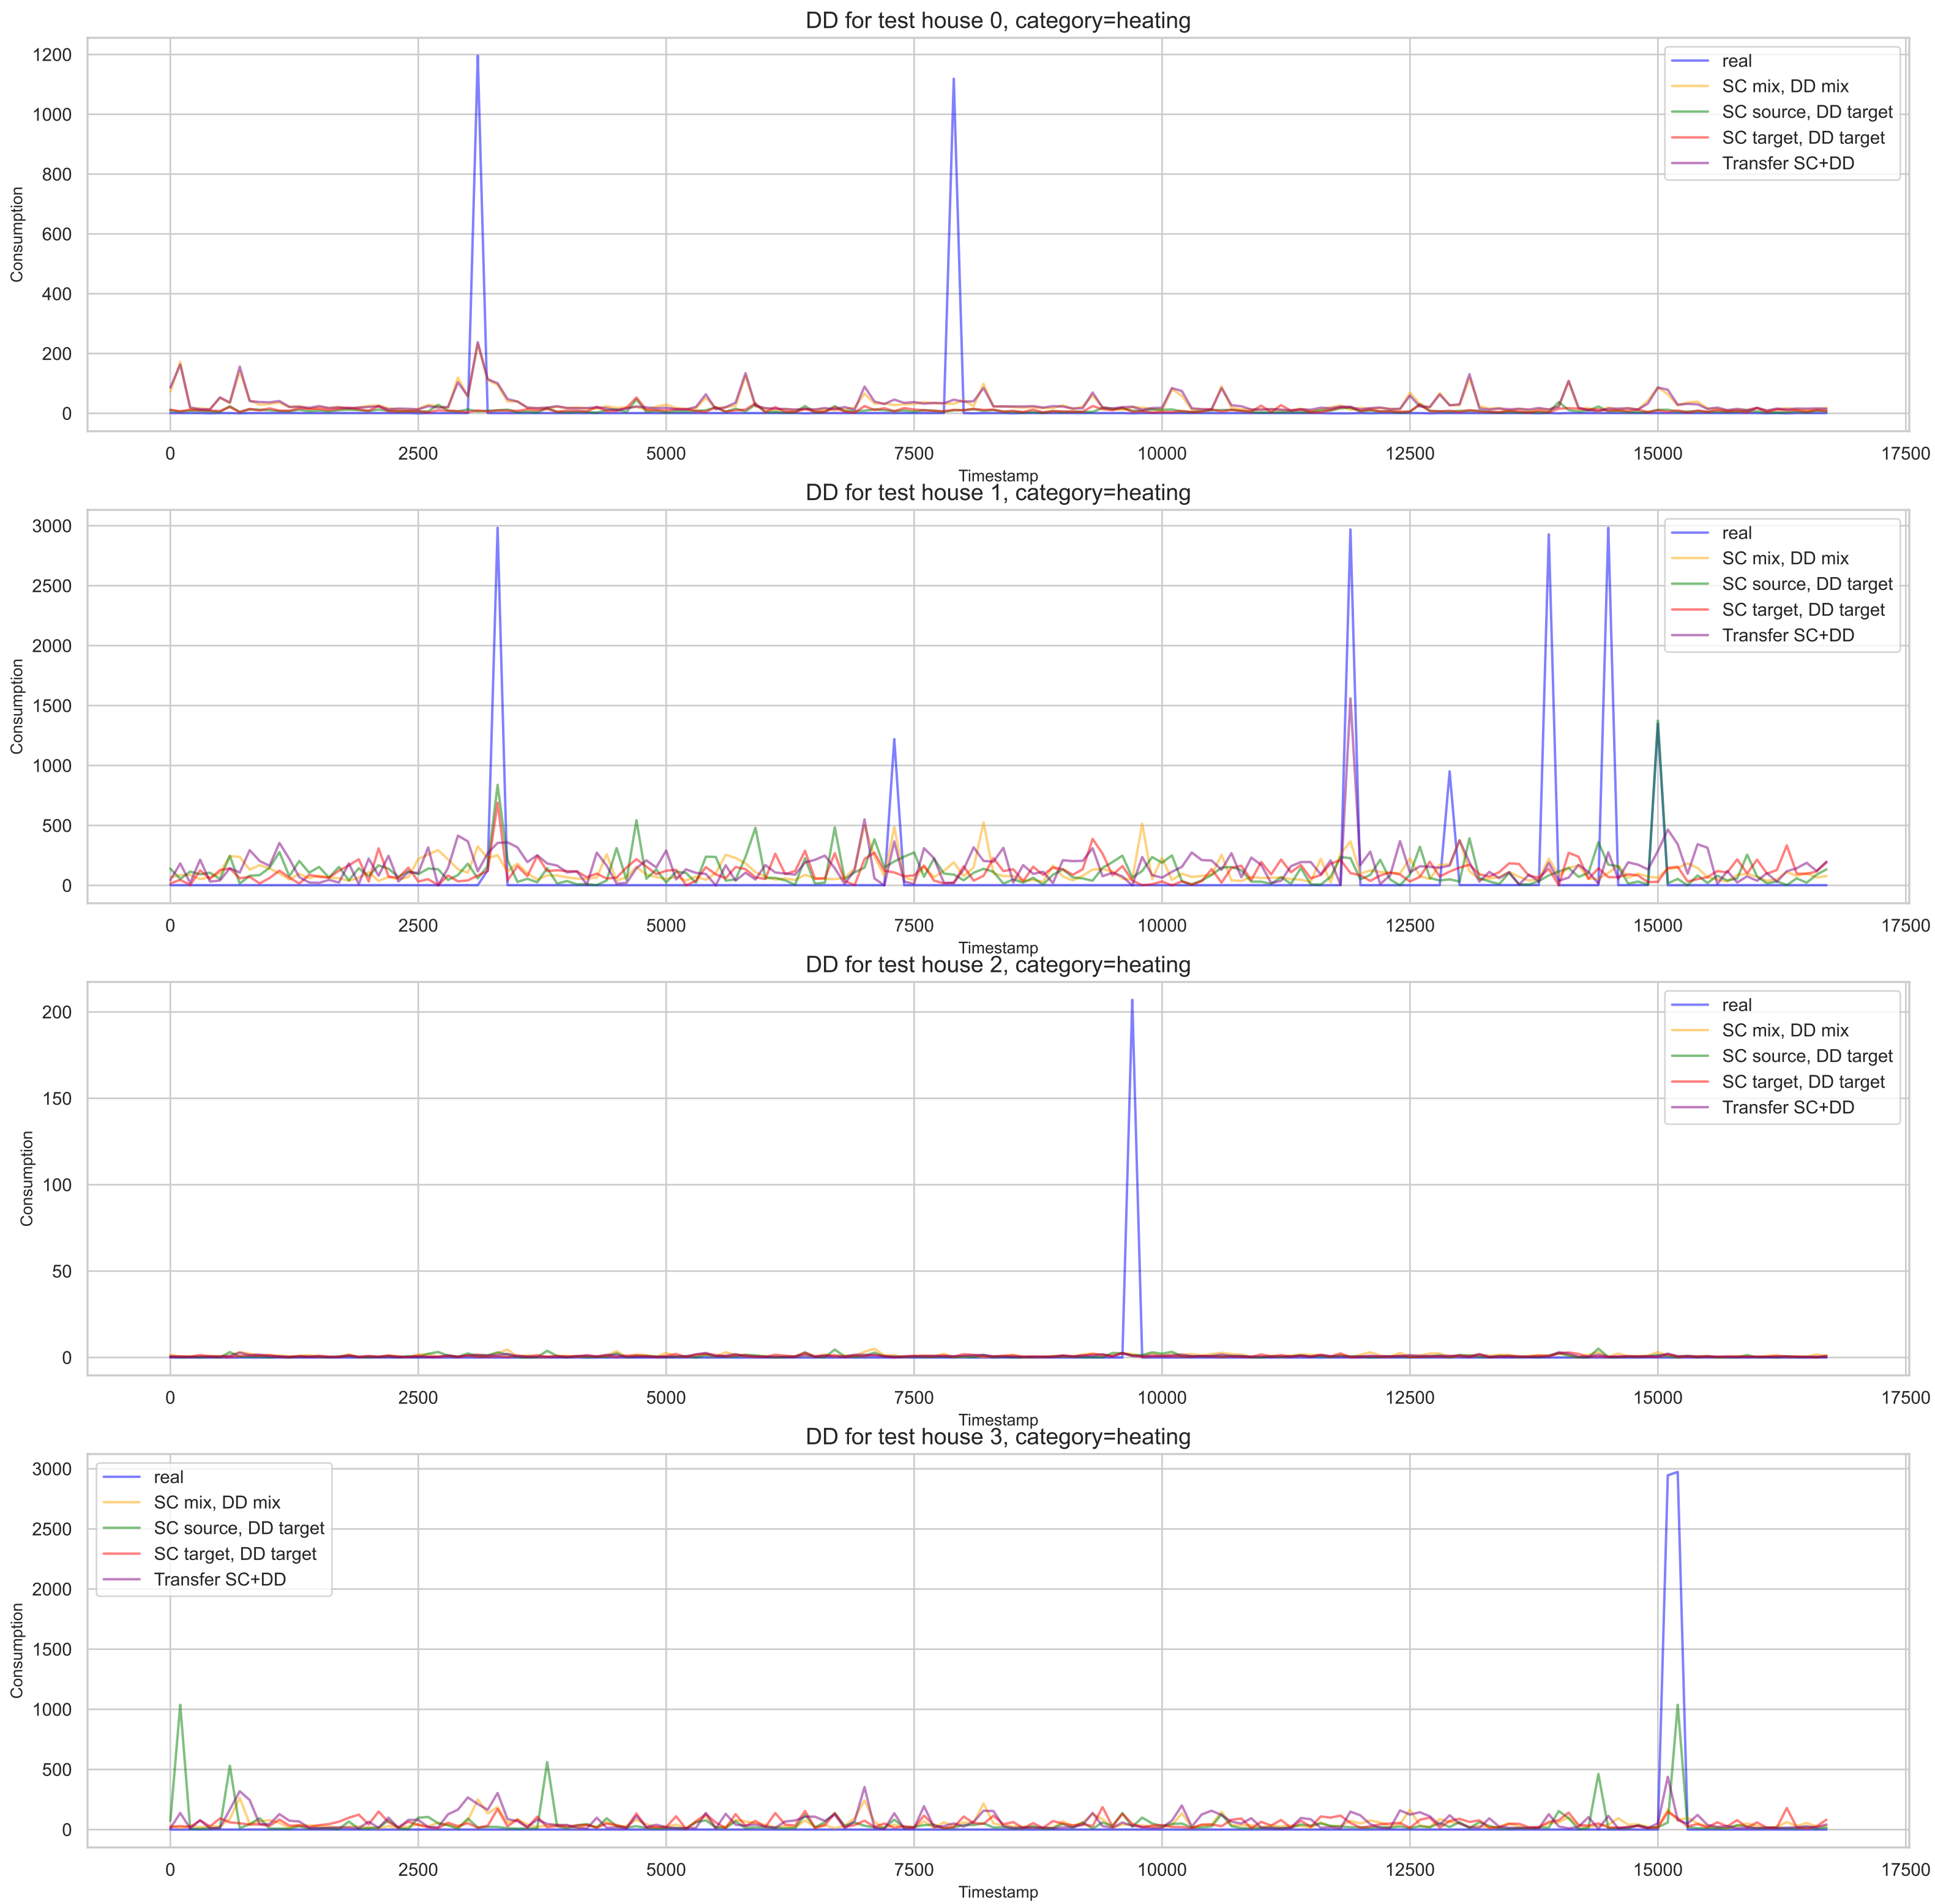 DD for test house 0, category=heating
1200
1000
800
600
400
200
0
Consumption
real
SC mix, DD mix
SC source, DD target
SC target, DD target
Transfer SC+DD
0 2500 5000 7500 10000 12500 15000 17500
Timestamp
DD for test house 1, category=heating
3000
2500
2000
1500
1000
500
0
Consumption
real
SC mix, DD mix
SC source, DD target
SC target, DD target
Transfer SC+DD
0 2500 5000 7500 10000 12500 15000 17500
Timestamp
DD for test house 2, category=heating
200
150
100
50
0
Consumption
real
SC mix, DD mix
SC source, DD target
SC target, DD target
Transfer SC+DD
0 2500 5000 7500 10000 12500 15000 17500
Timestamp
DD for test house 3, category=heating
3000
2500
2000
1500
1000
500
0
Consumption
real
SC mix, DD mix
SC source, DD target
SC target, DD target
Transfer SC+DD
0 2500 5000 7500 10000 12500 15000 17500
Timestamp